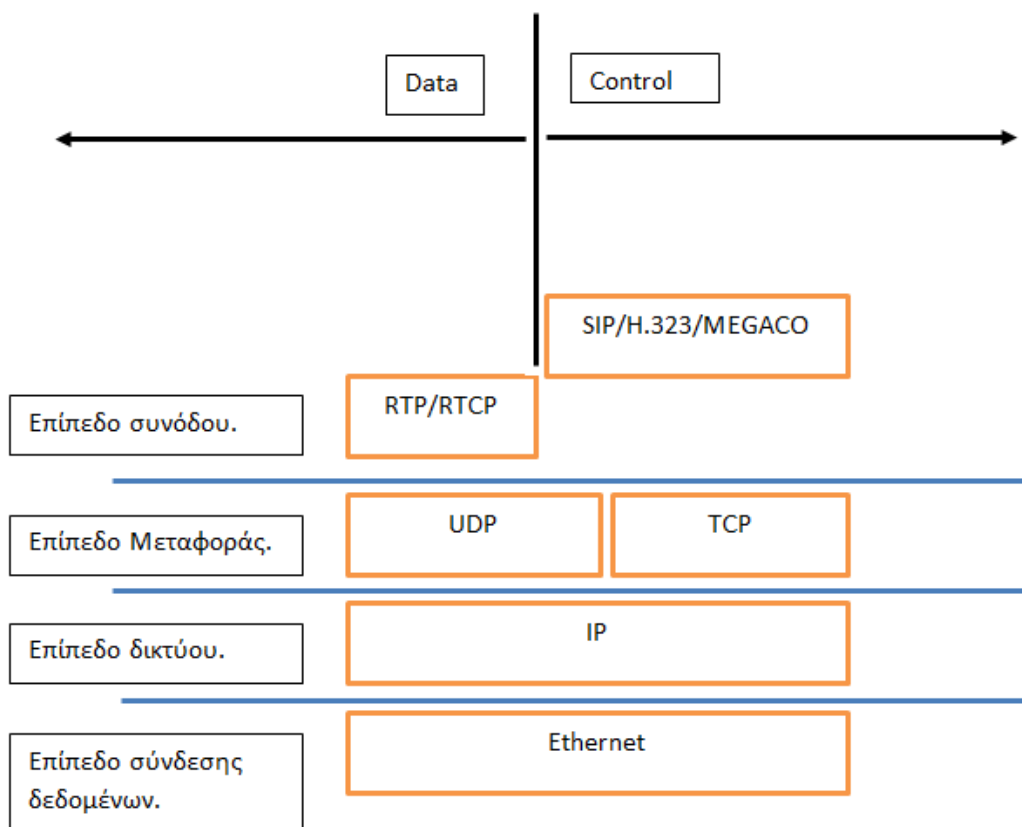 Data
Control
SIP/H.323/MEGACO
RTP/RTCP
Επίπεδο συνόδου.
UDP
TCP
Επίπεδο Μεταφοράς.
IP
Επίπεδο δικτύου.
Ethernet
Επίπεδο σύνδεσης
δεδομένων.